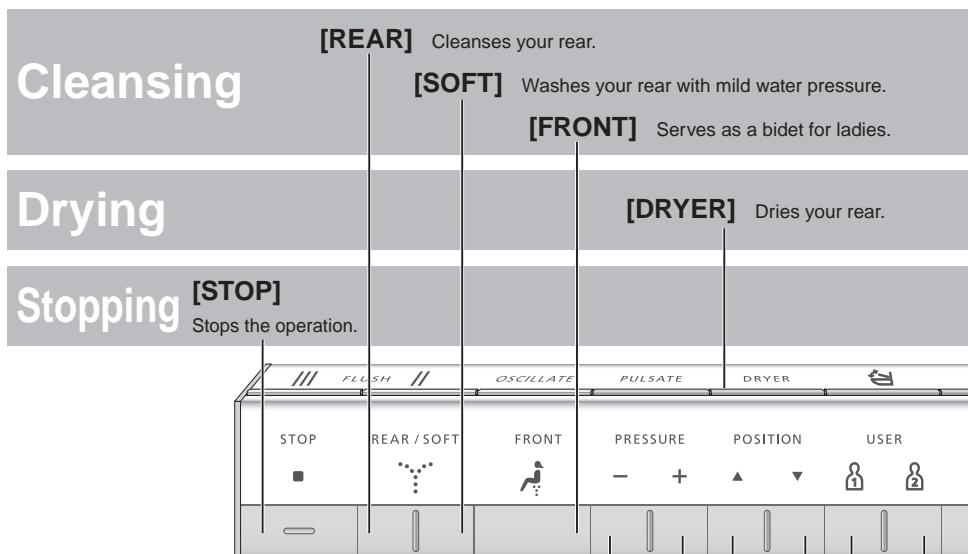 Cleansing
[REAR] Cleanses your rear.
[SOFT] Washes your rear with mild water pressure.
[FRONT] Serves as a bidet for ladies.
Drying
[DRYER] Dries your rear.
Stopping
[STOP]
Stops the operation.
FLUSH OSCILLATE PULSATE DRYER
STOP REAR / SOFT FRONT PRESSURE POSITION USER
− + ▲ ▼ 1 2